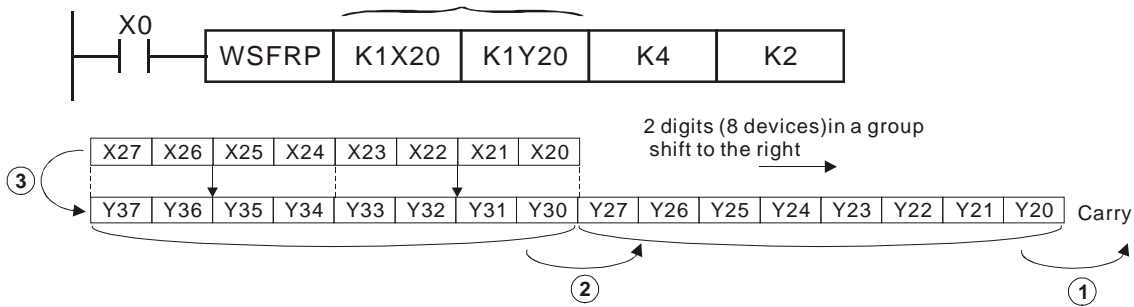 X0
WSFRP K1X20 K1Y20 K4 K2
2 digits (8 devices)in a group
shift to the right
X27 X26 X25 X24 X23 X22 X21 X20
3
Y37 Y36 Y35 Y34 Y33 Y32 Y31 Y30 Y27 Y26 Y25 Y24 Y23 Y22 Y21 Y20 Carry
2
1